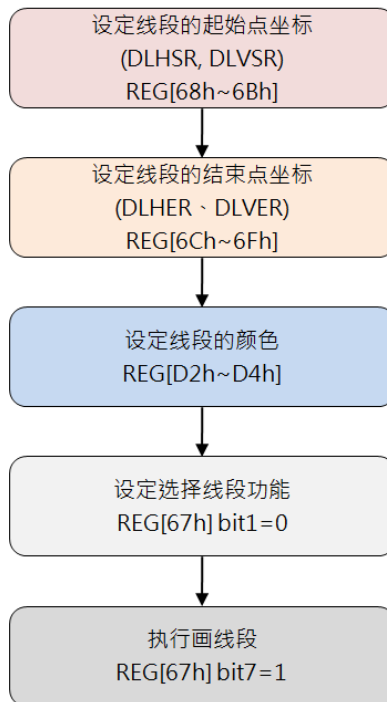 设定线段的起始点坐标
(DLHSR, DLVSR)
REG[68h~6Bh]
设定线段的结束点坐标
(DLHER、DLVER)
REG[6Ch~6Fh]
设定线段的颜色
REG[D2h~D4h]
设定选择线段功能
REG[67h] bit1=0
执行画线段
REG[67h] bit7=1